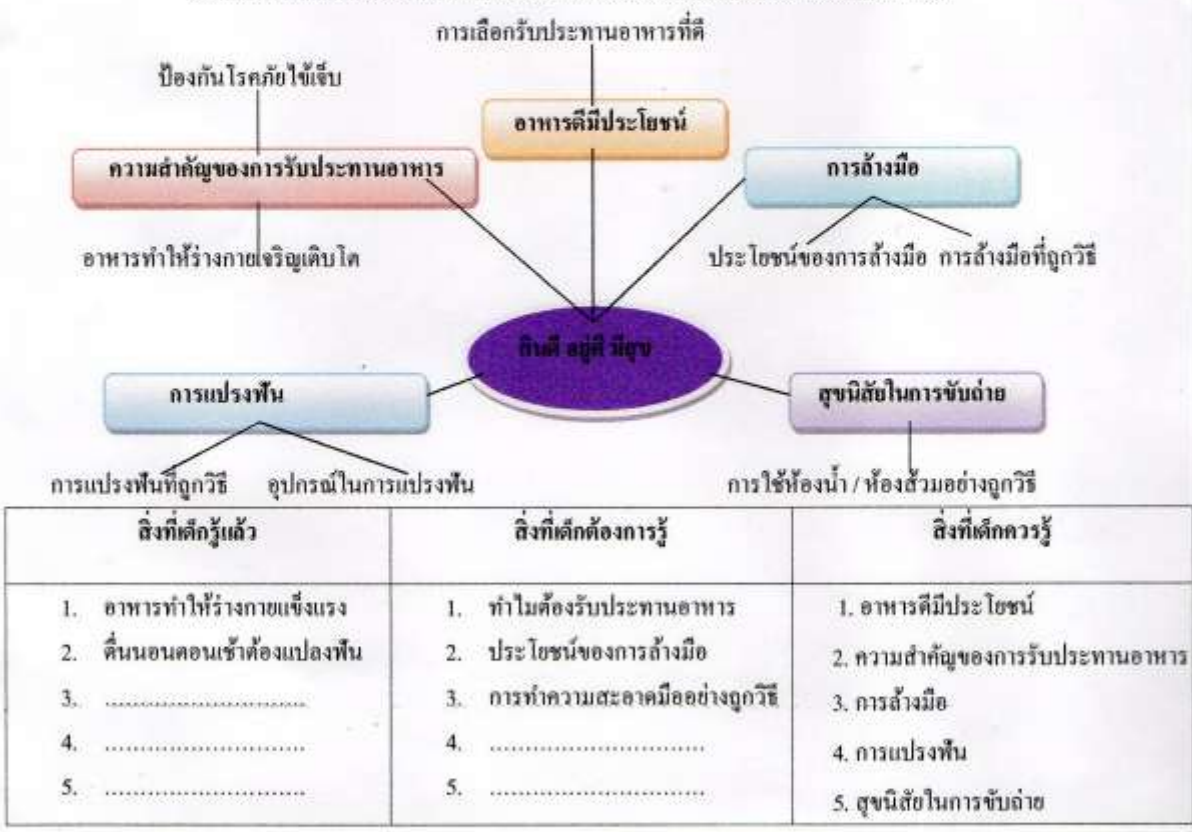 การเลือกรับประทานอาหารที่ดี
ป้องกันโรคภัยไข้เจ็บ
อาหารดีมีประโยชน์
ความสำคัญของการรับประทานอาหาร
การล้างมือ
อาหารทำให้ร่างกายเจริญเติบโต
ประโยชน์ของการล้างมือ การล้างมือที่ถูกวิธี
กินดี อยู่ดี มีสุข
การแปรงฟัน
สุขนิสัยในการขับถ่าย
การแปรงฟันที่ถูกวิธี อุปกรณ์ในการแปรงฟัน
การใช้ห้องน้ำ / ห้องส้วมอย่างถูกวิธี
สิ่งที่เด็กรู้แล้ว
1. อาหารทำให้ร่างกายแข็งแรง
2. ตื่นนอนตอนเช้าต้องแปลงฟัน
3. .............................
4. .............................
5. .............................
สิ่งที่เด็กต้องการรู้
1. ทำไมต้องรับประทานอาหาร
2. ประโยชน์ของการล้างมือ
3. การทำความสะอาดมืออย่างถูกวิธี
4. ...............................
5. ...............................
สิ่งที่เด็กควรรู้
1. อาหารดีมีประโยชน์
2. ความสำคัญของการรับประทานอาหาร
3. การล้างมือ
4. การแปรงฟัน
5. สุขนิสัยในการขับถ่าย